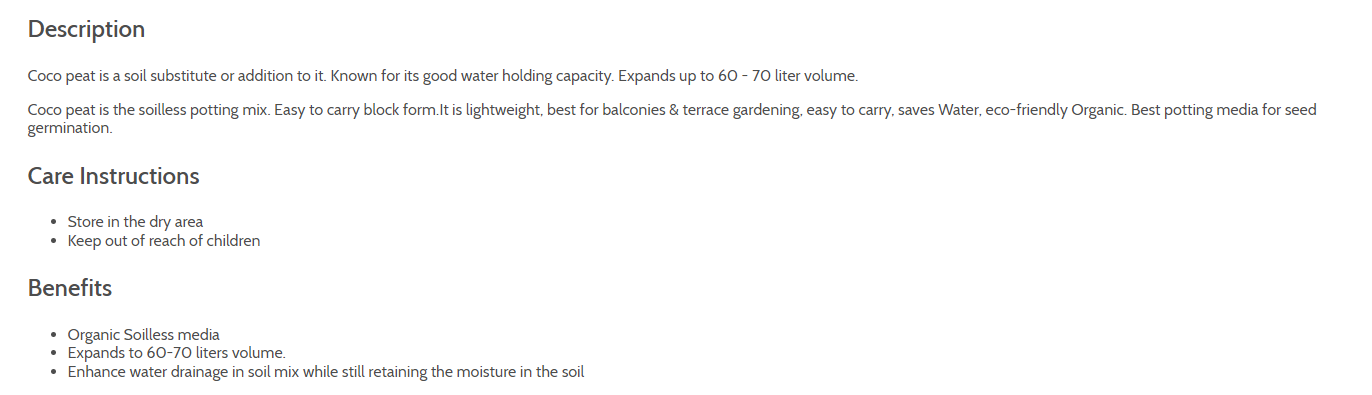 Description
Coco peat is a soil substitute or addition to it. Known for its good water holding capacity. Expands up to 60 - 70 liter volume.
Coco peat is the soilless potting mix. Easy to carry block form.It is lightweight, best for balconies & terrace gardening, easy to carry, saves Water, eco-friendly Organic. Best potting media for seed
germination.
Care Instructions
• Store in the dry area
• Keep out of reach of children
Benefits
• Organic Soilless media
• Expands to 60-70 liters volume.
• Enhance water drainage in soil mix while still retaining the moisture in the soil